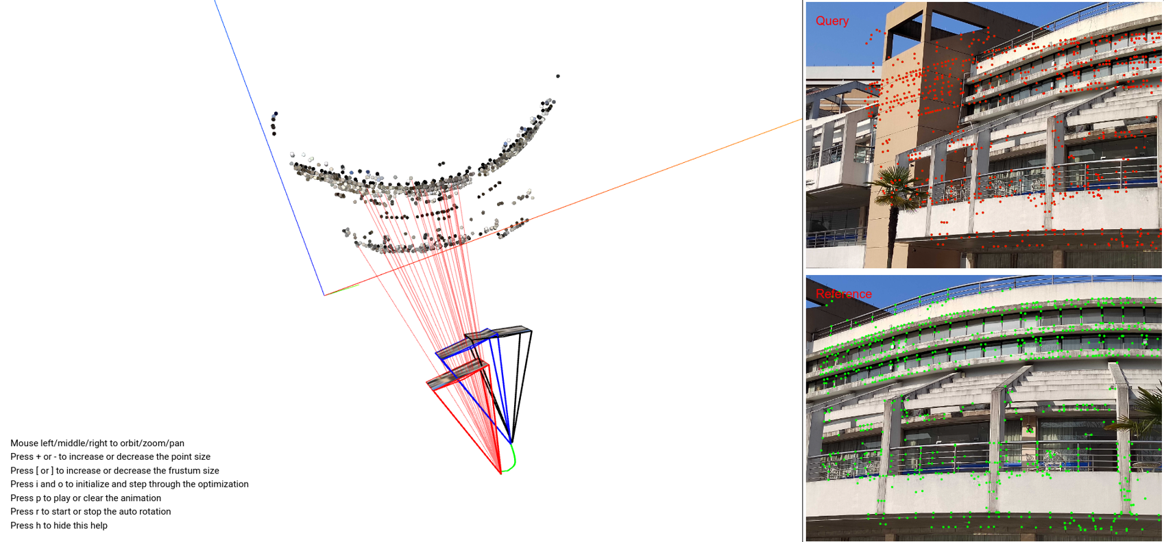 Query
Reference
Mouse left/middle/right to orbit/zoom/pan
Press + or - to increase or decrease the point size
Press [ or ] to increase or decrease the frustum size
Press i and o to initialize and step through the optimization
Press p to play or clear the animation
Press r to start or stop the auto rotation
Press h to hide this help